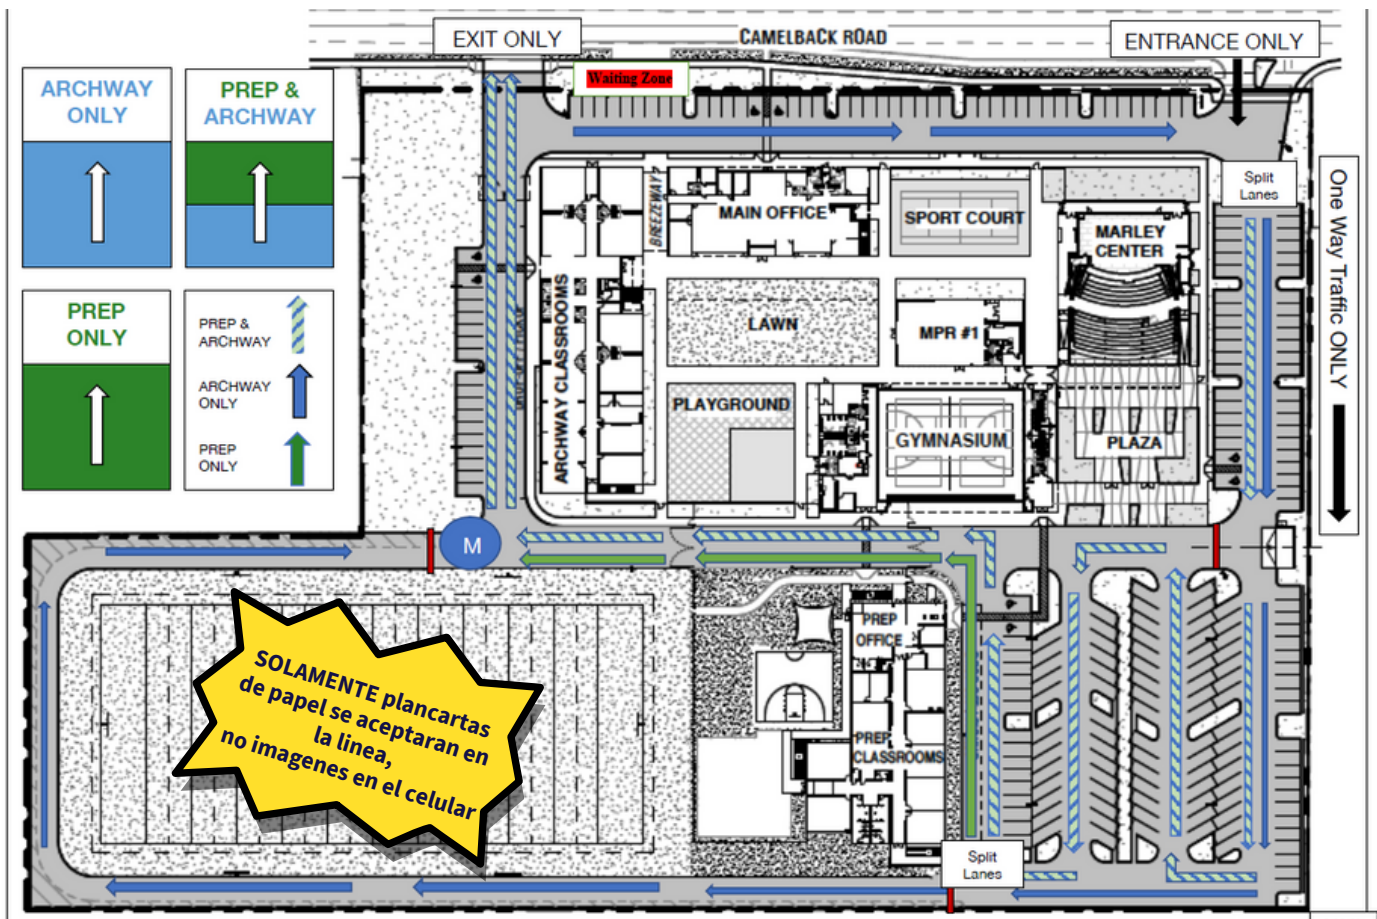 EXIT ONLY
CAMELBACK ROAD
ENTRANCE ONLY
Waiting Zone
ARCHWAY
ONLY
PREP &
ARCHWAY
PREP
ONLY
PREP &
ARCHWAY
ARCHWAY
ONLY
PREP
ONLY
Split
Lanes
One Way Traffic ONLY
BREEZEWAY
MAIN OFFICE
SPORT COURT
MARLEY
CENTER
ARCHWAY CLASSROOMS
LAWN
MPR #1
PLAYGROUND
GYMNASIUM
PLAZA
M
PREP
OFFICE
PREP
CLASSROOMS
SOLAMENTE plancartas
de papel se aceptaran en
la linea,
no imagenes en el celular
Split
Lanes